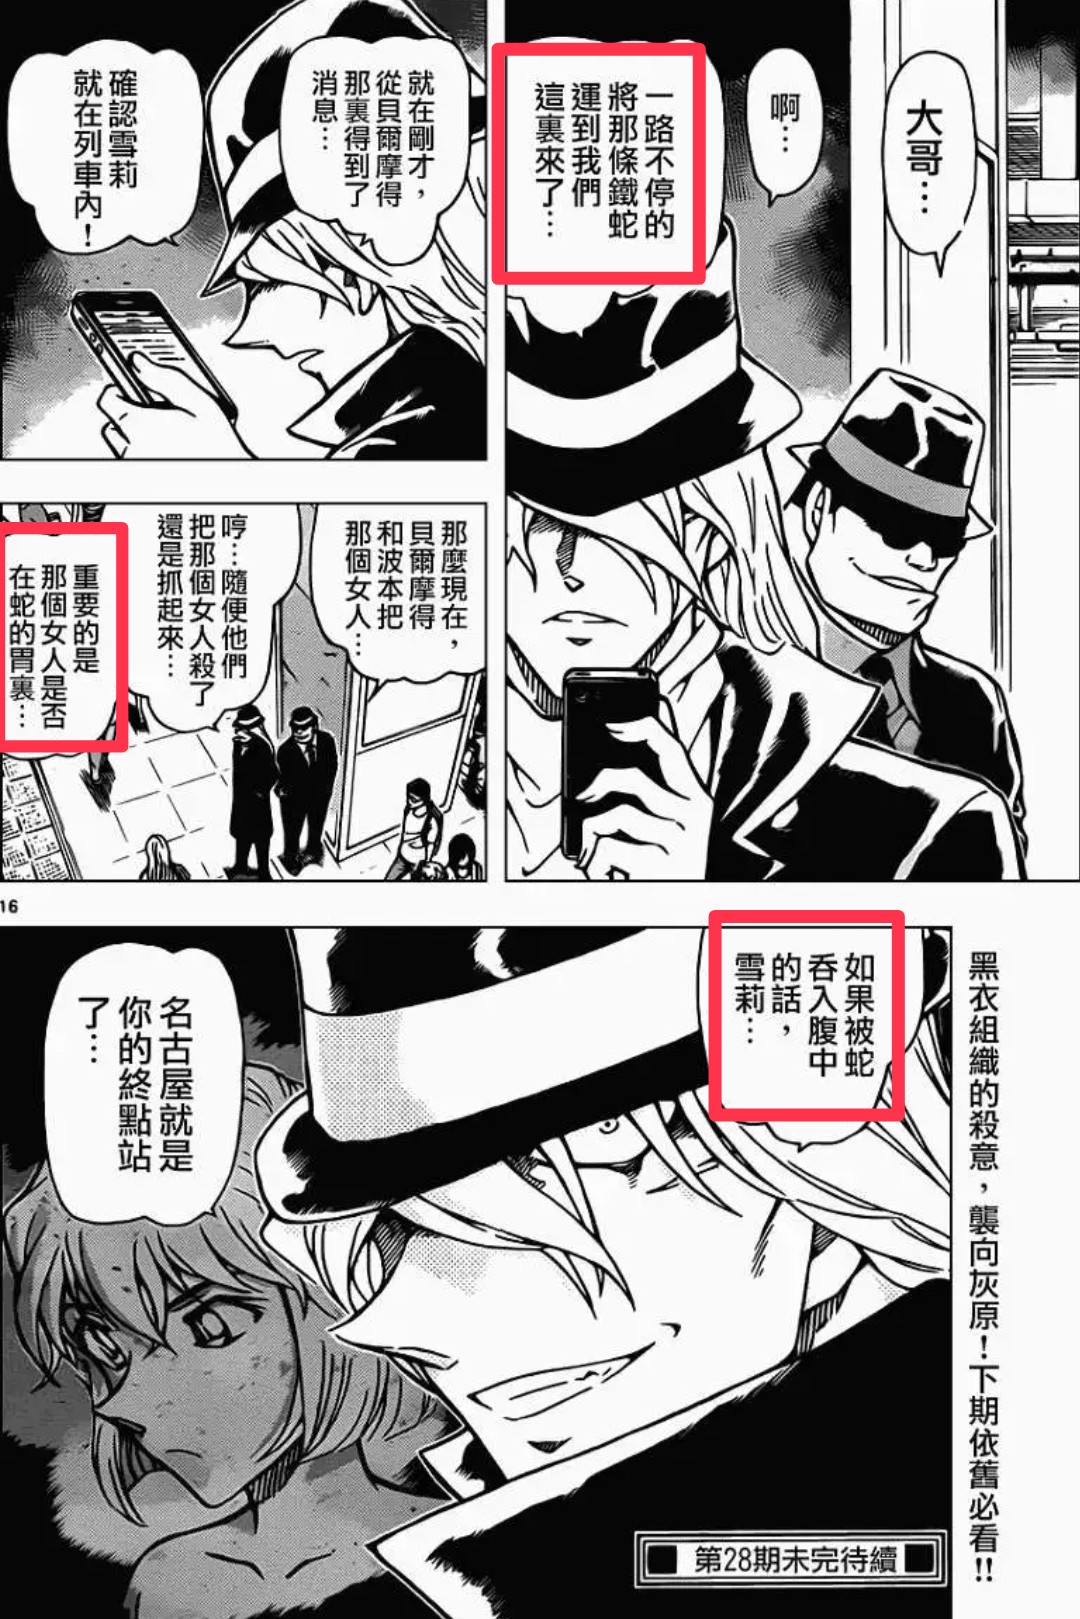 大哥…
啊…
一路不停的
將那條鐵蛇
運到我們
這裏來了…
就在剛才，
從貝爾摩得
那裏得到了
消息…
確認雪莉
就在列車內！
那麼現在，
貝爾摩得
和波本把
那個女人…
哼…隨便他們
把那個女人殺了
還是抓起來…
重要的是
那個女人是否
在蛇的胃裏…
16
如果被蛇
吞入腹中
的話，
雪莉…
名古屋就是
你的終點站
了…
黑衣組織的殺意，襲向灰原！下期依舊必看!!
第28期未完待續